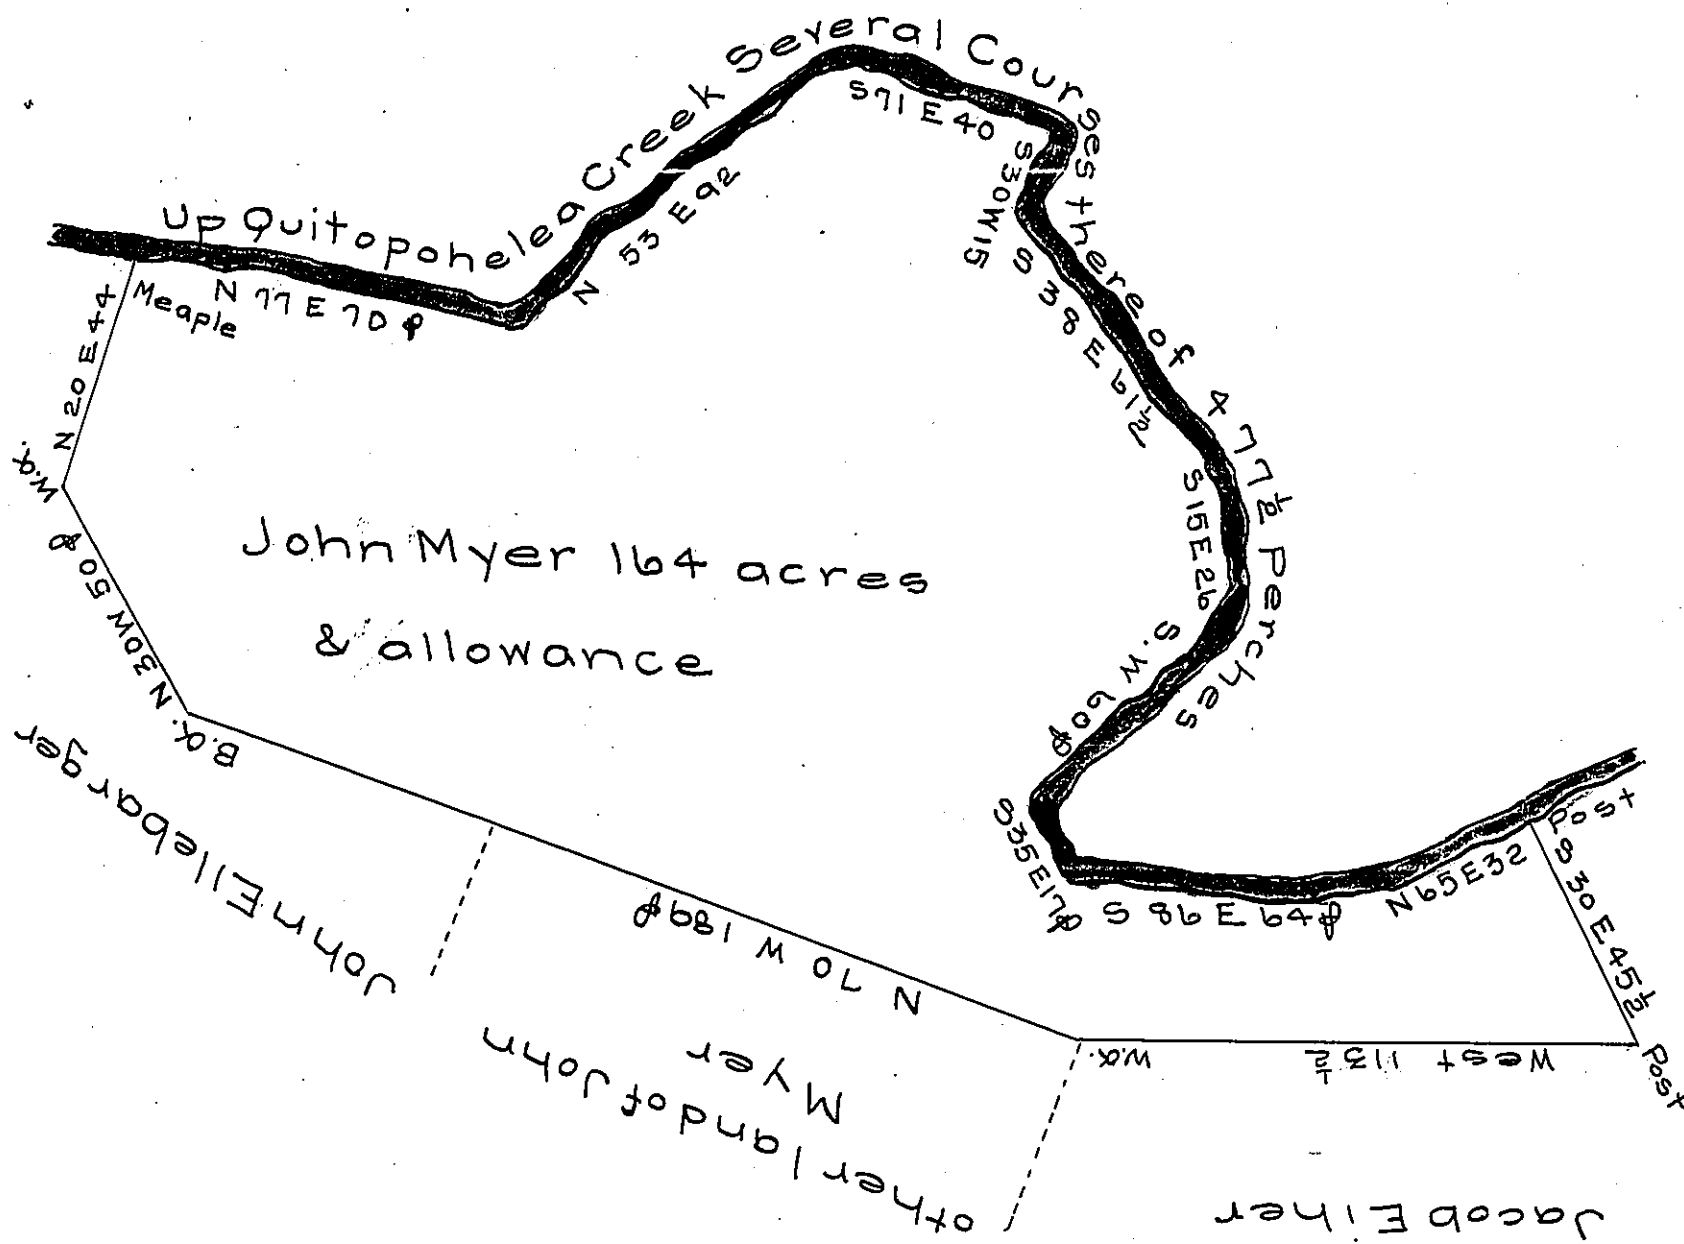 up Quitopohelea Creek Several Courses thereof 477½ Perches
Meaple
N 77 E 70 p
N 53 E 92
S 71 E 40
S 30 W 15
S 38 E 61½
S 15 E 26
S. W 60 p
S 35 E 17 p
S 86 E 64 p
N 65 E 32
Post
S 30 E 45½
Post
West 113½
w.o.
N 70 W 189 p
B.O.
N 30 W 50 p
W.O.
N 20 E 44
John Myer 164 acres
& allowance
John Ellebarger
other land of John
Myer
Jacob Eiher